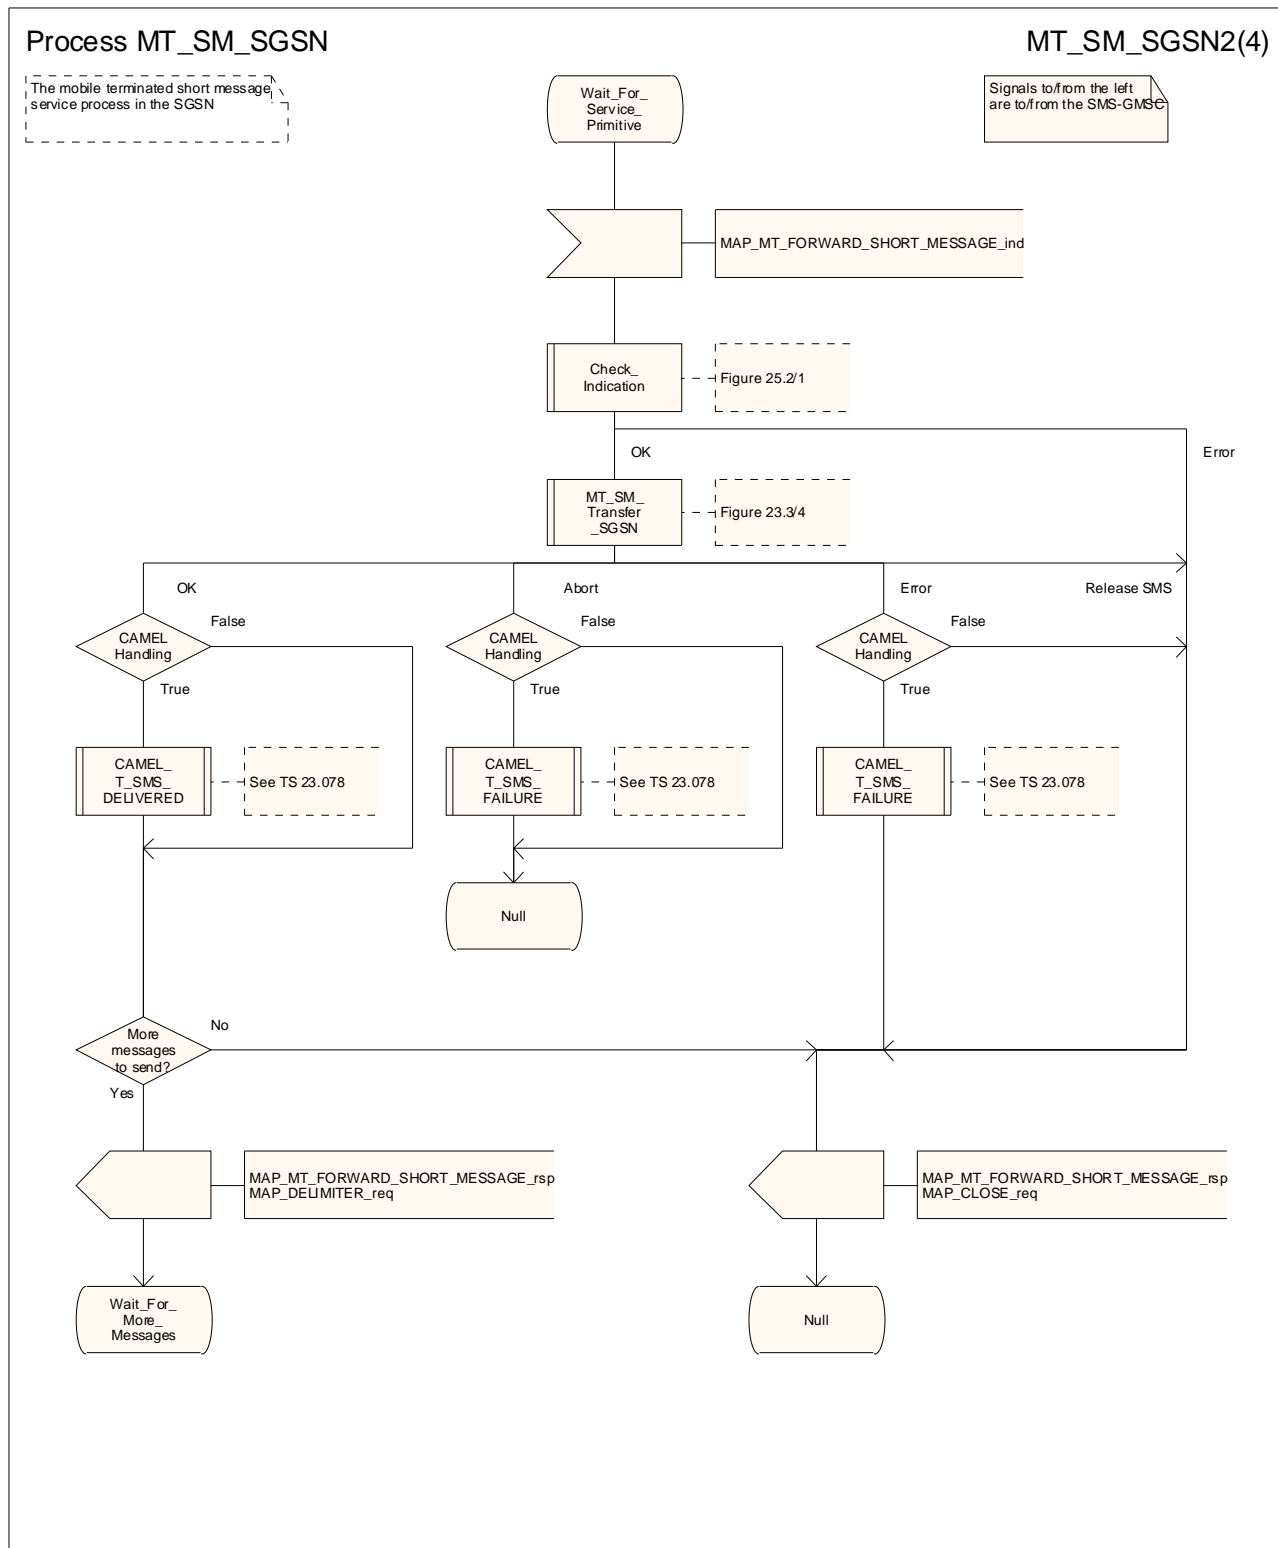 Process MT_SM_SGSN
MT_SM_SGSN2(4)
The mobile terminated short message
service process in the SGSN
Wait_For_
Service_
Primitive
Signals to/from the left
are to/from the SMS-GMSC
MAP_MT_FORWARD_SHORT_MESSAGE_ind
Check_
Indication
Figure 25.2/1
OK
Error
MT_SM_
Transfer
_SGSN
Figure 23.3/4
OK
Abort
Error
Release SMS
CAMEL
Handling
False
True
CAMEL
Handling
False
True
CAMEL
Handling
False
True
CAMEL_
T_SMS_
DELIVERED
See TS 23.078
CAMEL_
T_SMS_
FAILURE
See TS 23.078
CAMEL_
T_SMS_
FAILURE
See TS 23.078
Null
More
messages
to send?
No
Yes
MAP_MT_FORWARD_SHORT_MESSAGE_rsp
MAP_DELIMITER_req
MAP_MT_FORWARD_SHORT_MESSAGE_rsp
MAP_CLOSE_req
Wait_For_
More_
Messages
Null